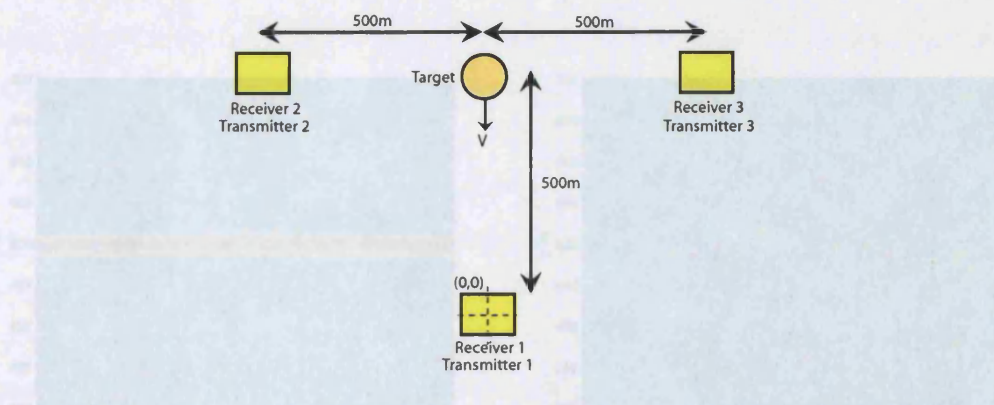 500m
500m
Target
Receiver 2
Transmitter 2
Receiver 3
Transmitter 3
V
500m
(0,0)
Receiver 1
Transmitter 1